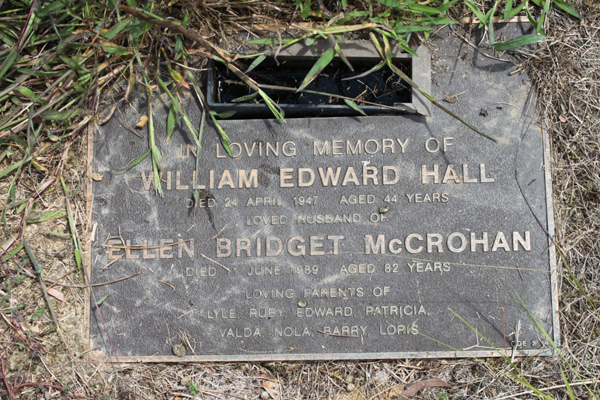 IN LOVING MEMORY OF
WILLIAM EDWARD HALL
DIED 24 APRIL 1947 AGED 44 YEARS
LOVED HUSBAND OF
ELLEN BRIDGET McCROHAN
DIED JUNE 1989 AGED 82 YEARS
LOVING PARENTS OF
LYLE, RUBY, EDWARD, PATRICIA,
VALDA, NOLA, BARRY, LORIS